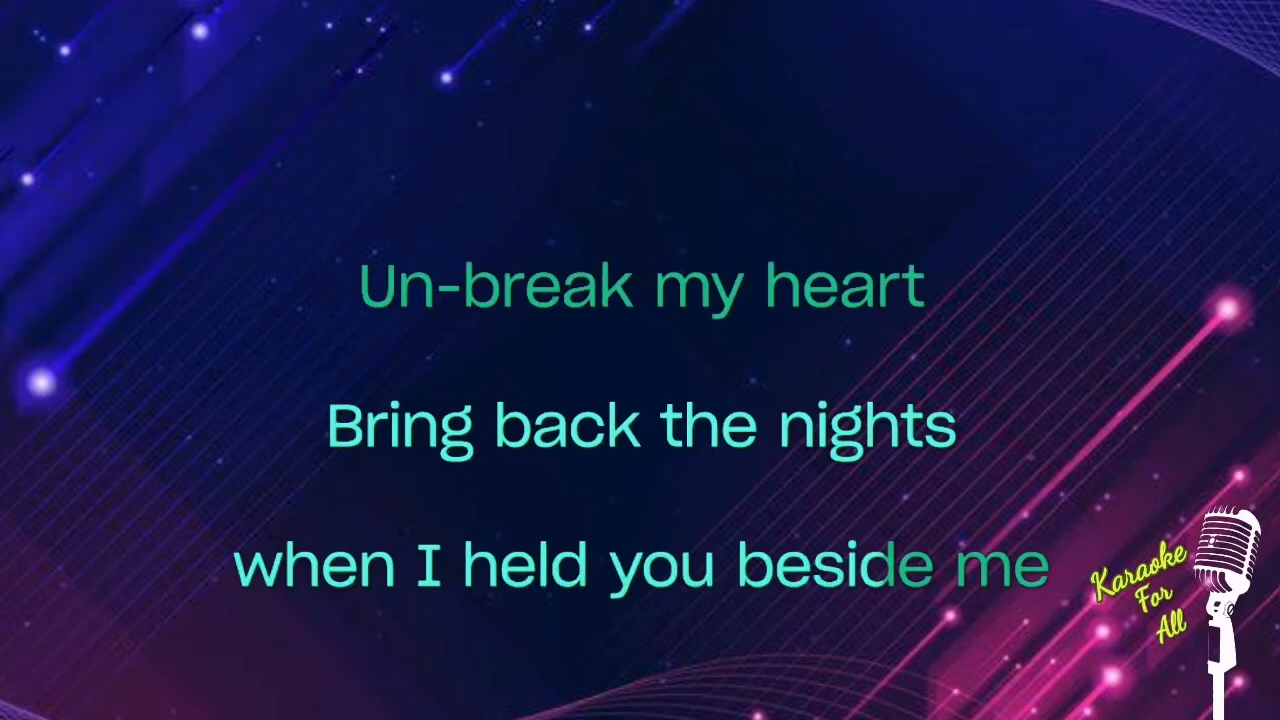 Un-break my heart
Bring back the nights
when I held you beside me
Karaoke
For
All